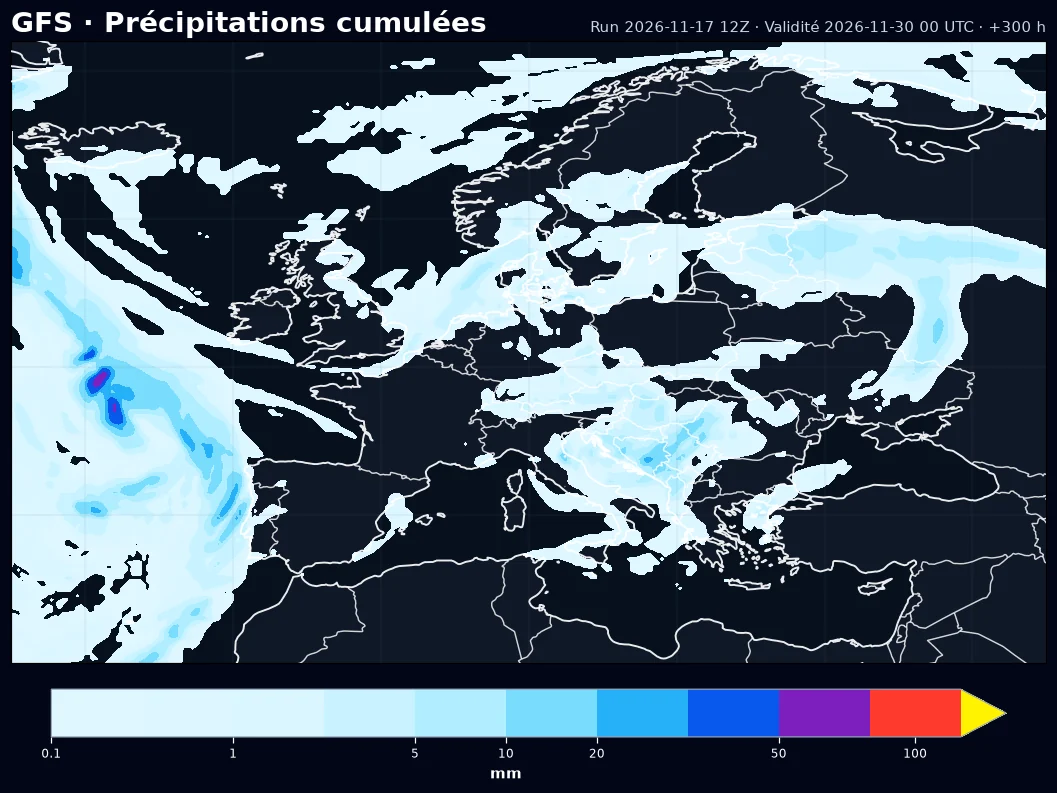 GFS · Précipitations cumulées
Run 2026-11-17 12Z · Validité 2026-11-30 00 UTC · +300 h
0.1 1 5 10 20 50 100
mm